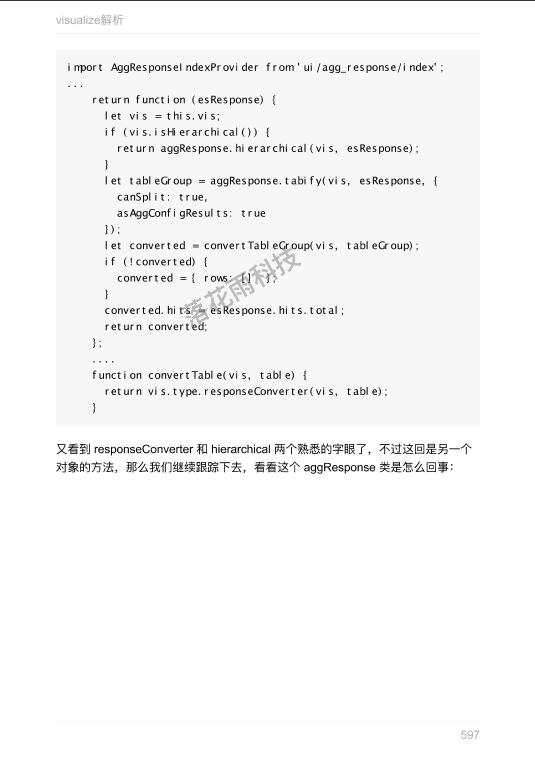 visualize解析
import AggResponseIndexProvider from 'ui/agg_response/index';
...
    return function (esResponse) {
      let vis = this.vis;
      if (vis.isHierarchical()) {
        return aggResponse.hierarchical(vis, esResponse);
      }
      let tableGroup = aggResponse.tabify(vis, esResponse, {
        canSplit: true,
        asAggConfigResults: true
      });
      let converted = convertTableGroup(vis, tableGroup);
      if (!converted) {
        converted = { rows: [] };
      }
      converted.hits = esResponse.hits.total;
      return converted;
    };
    ....
    function convertTable(vis, table) {
      return vis.type.responseConverter(vis, table);
    }
落花雨科技
又看到 responseConverter 和 hierarchical 两个熟悉的字眼了，不过这回是另一个
对象的方法，那么我们继续跟踪下去，看看这个 aggResponse 类是怎么回事：
597